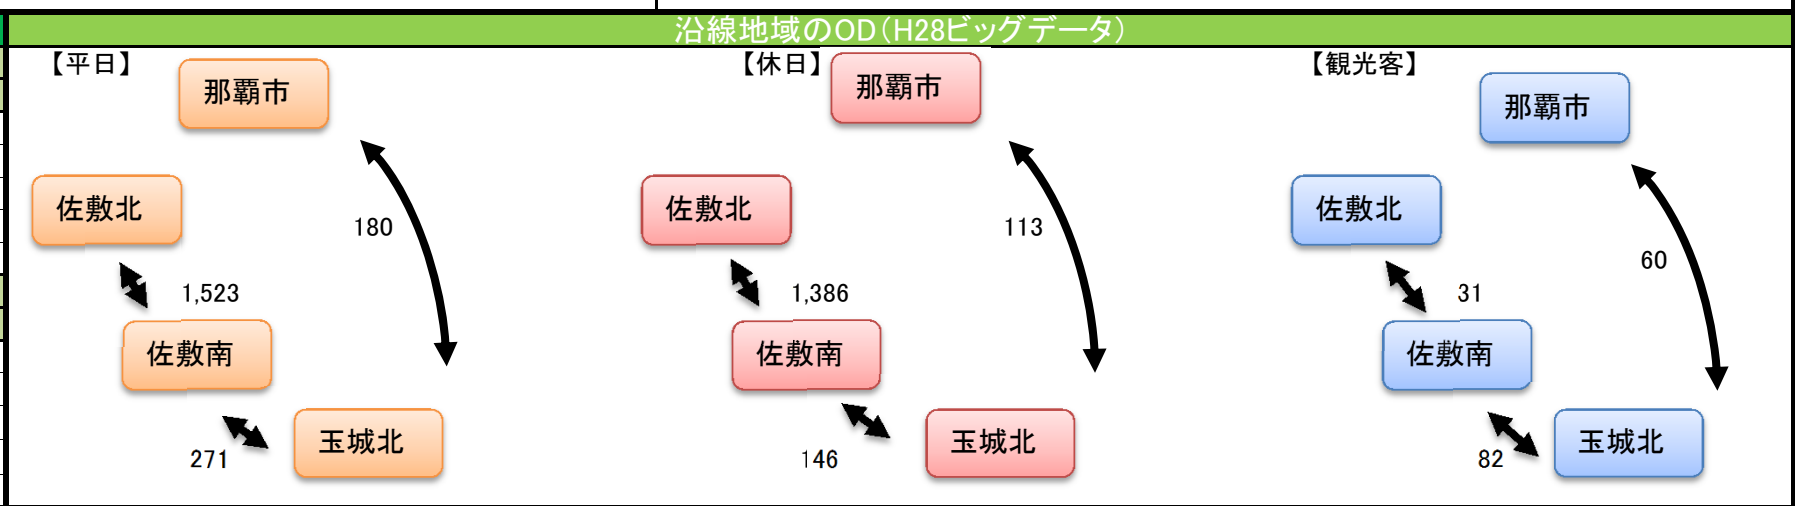 沿線地域のOD（H28ビッグデータ）
【平日】
那覇市
佐敷北
180
1,523
佐敷南
271
玉城北
【休日】
那覇市
佐敷北
113
1,386
佐敷南
146
玉城北
【観光客】
那覇市
佐敷北
60
31
佐敷南
82
玉城北